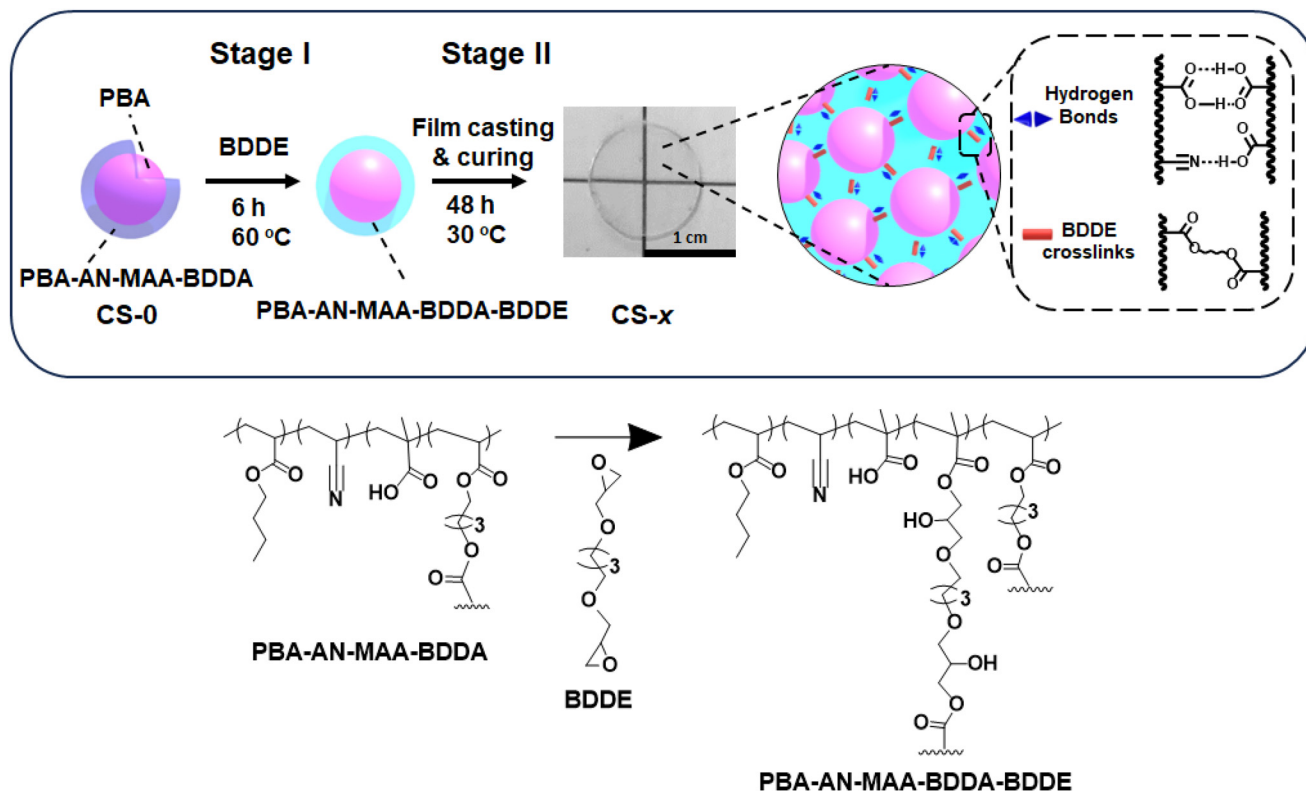 Stage I
Stage II
PBA
BDDE
6 h
60 °C
Film casting
& curing
48 h
30 °C
1 cm
PBA-AN-MAA-BDDA
CS-0
PBA-AN-MAA-BDDA-BDDE
CS-x
Hydrogen
Bonds
O H-O
O-H O
O
N H-O
BDDE
crosslinks
O
O
O
O
O
O
N
HO
O
O
3
O
O
PBA-AN-MAA-BDDA
O
O
3
O
O
BDDE
O
O
N
HO
O
O
O
HO
O
3
O
OH
O
O
O
O
3
O
O
PBA-AN-MAA-BDDA-BDDE